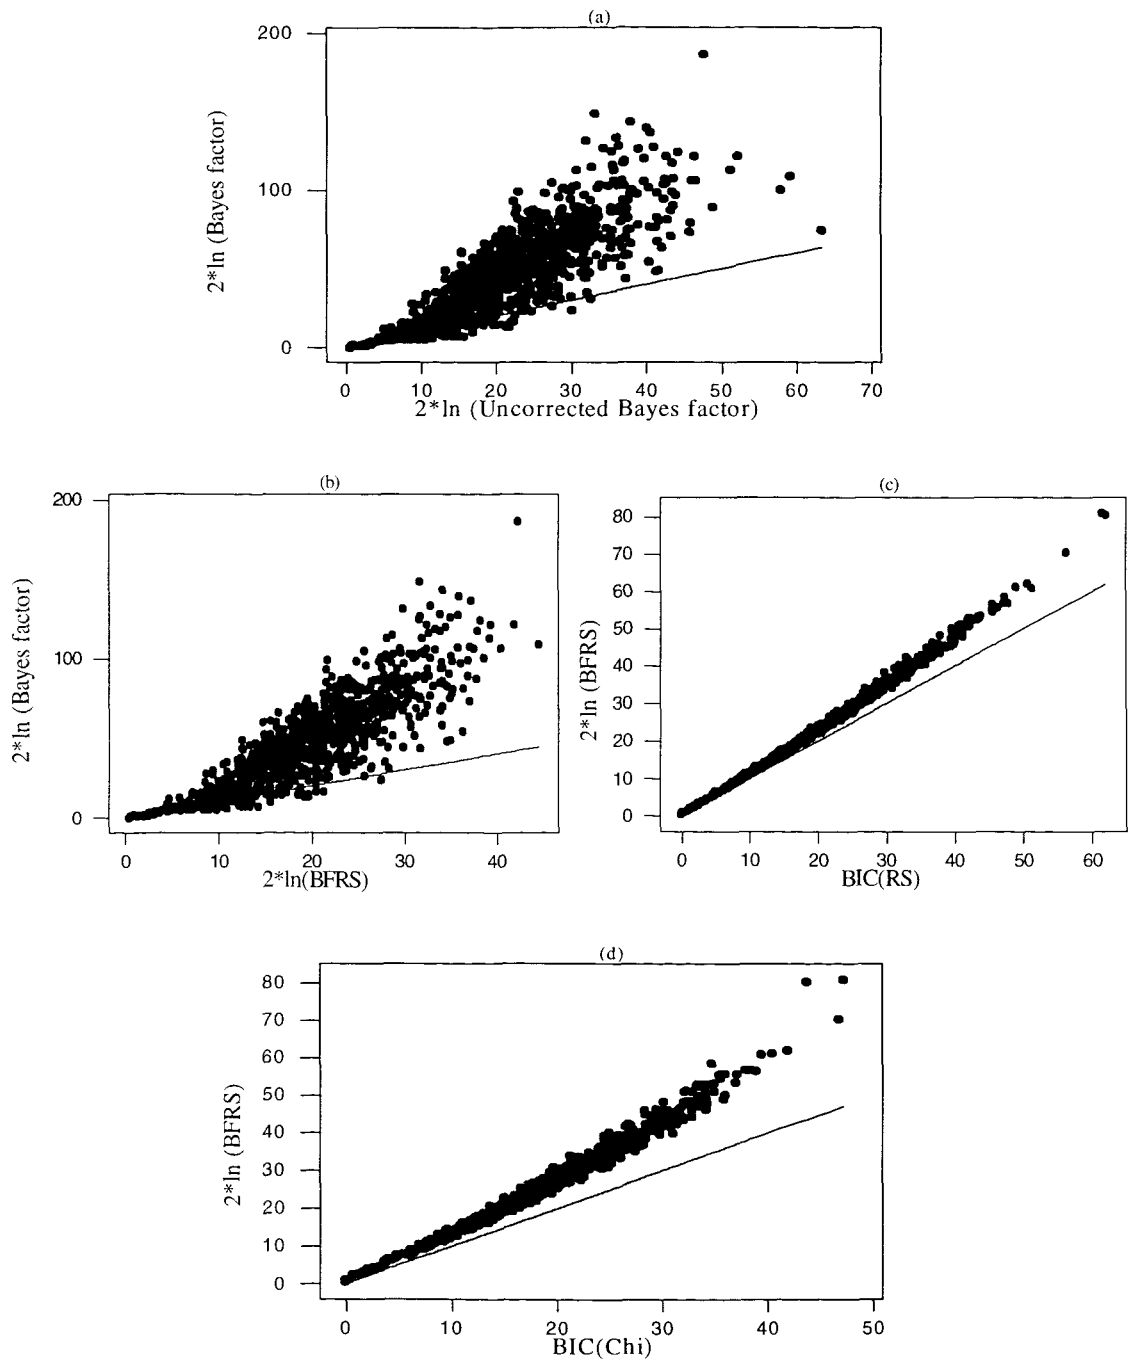 (a)
200
100
0
2*ln (Bayes factor)
0 10 20 30 40 50 60 70
2*ln (Uncorrected Bayes factor)
(b)
200
100
0
2*ln (Bayes factor)
0 10 20 30 40
2*ln(BFRS)
(c)
80
70
60
50
40
30
20
10
0
2*ln (BFRS)
0 10 20 30 40 50 60
BIC(RS)
(d)
80
70
60
50
40
30
20
10
0
2*ln (BFRS)
0 10 20 30 40 50
BIC(Chi)